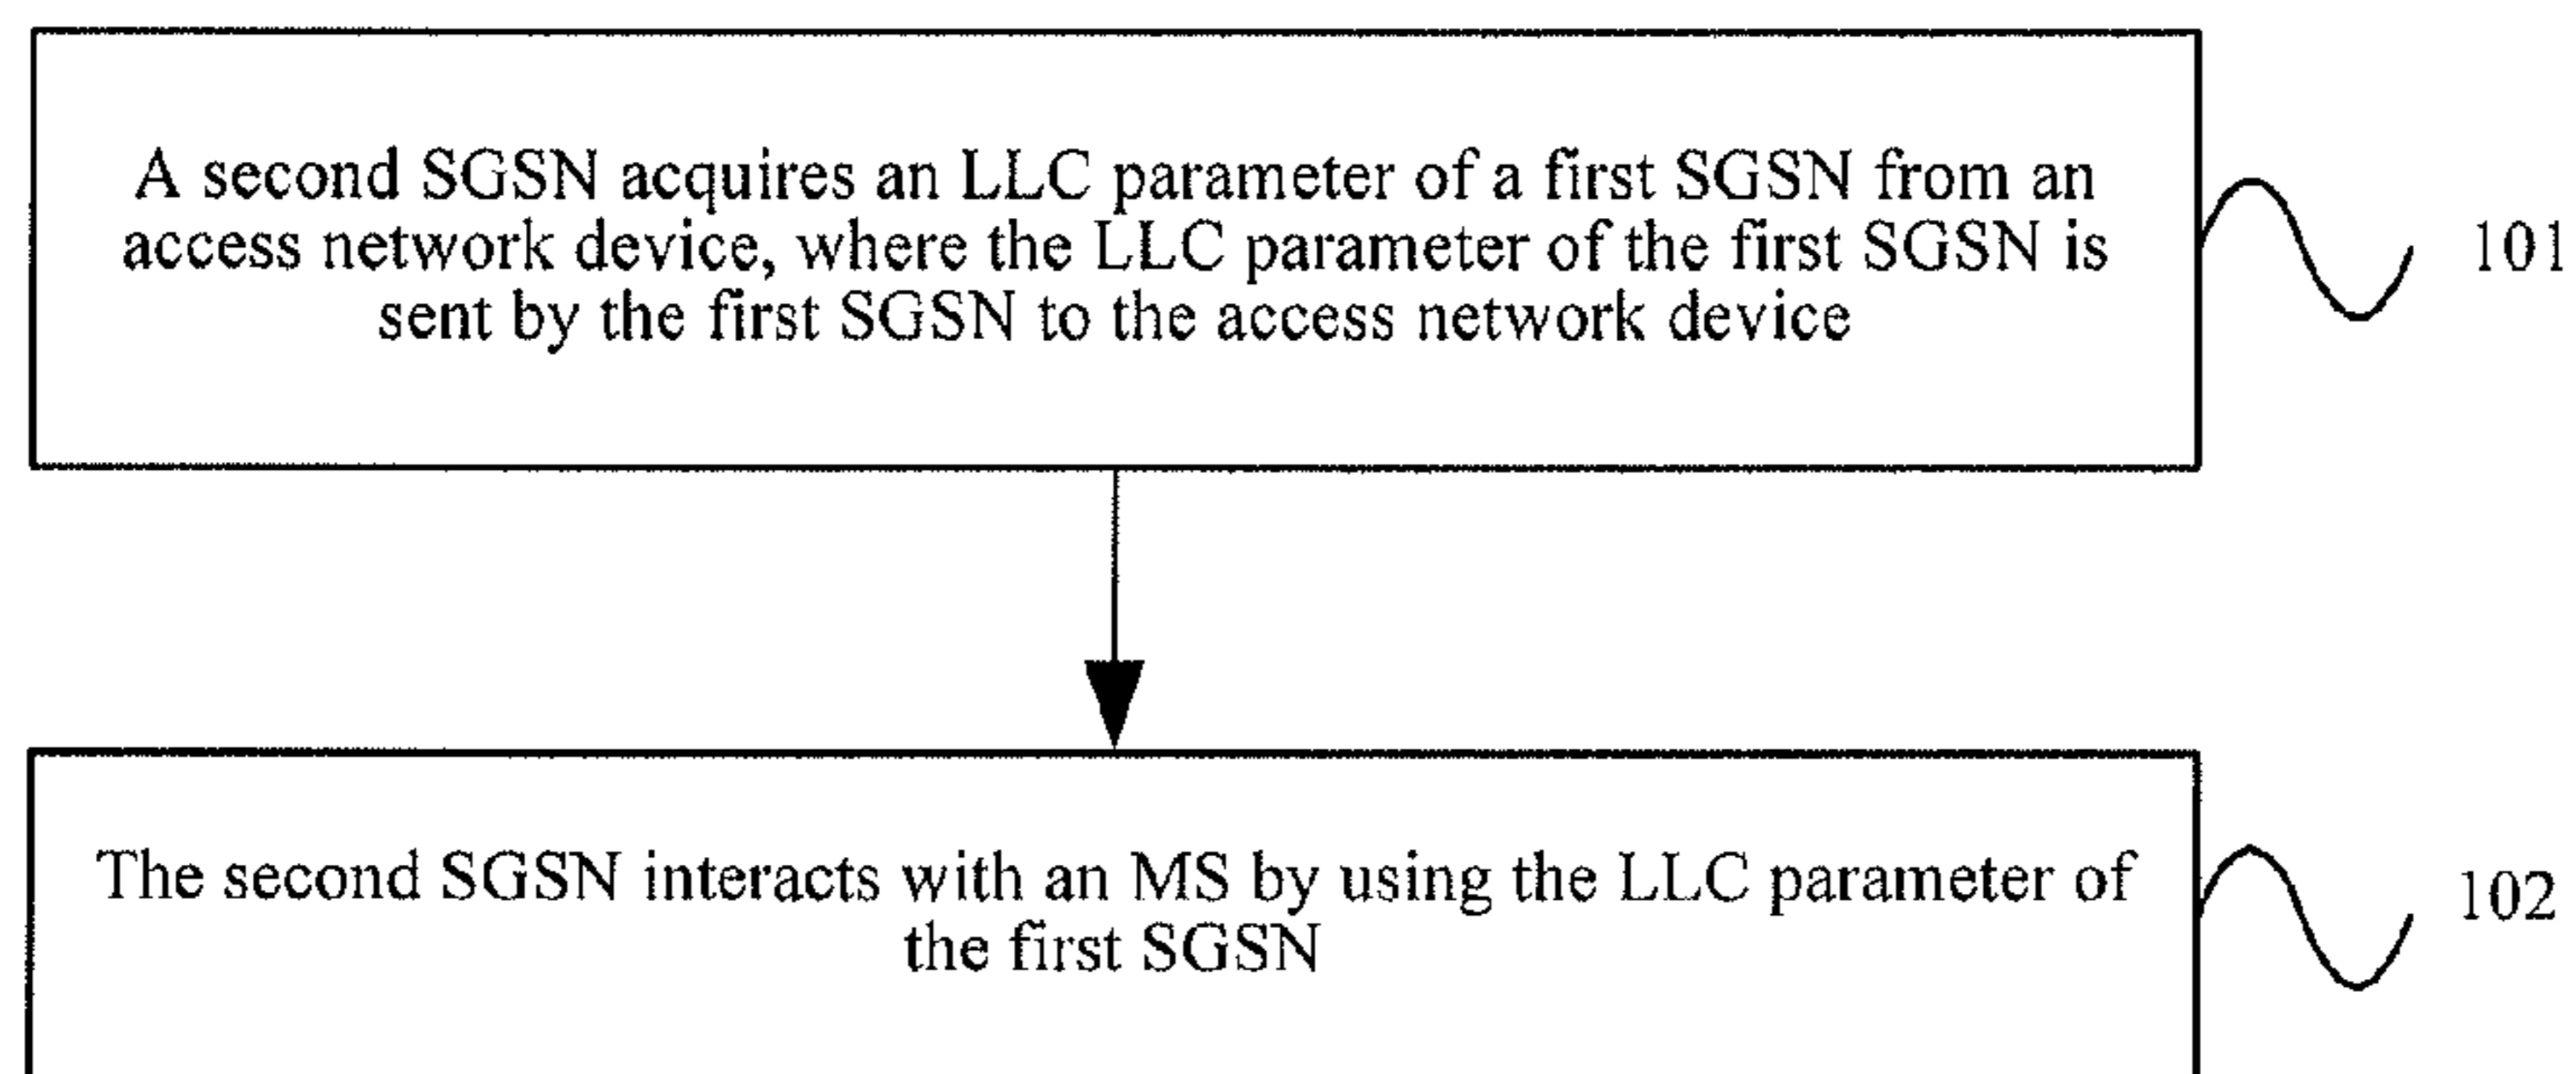 A second SGSN acquires an LLC parameter of a first SGSN from an
access network device, where the LLC parameter of the first SGSN is
sent by the first SGSN to the access network device
101
The second SGSN interacts with an MS by using the LLC parameter of
the first SGSN
102